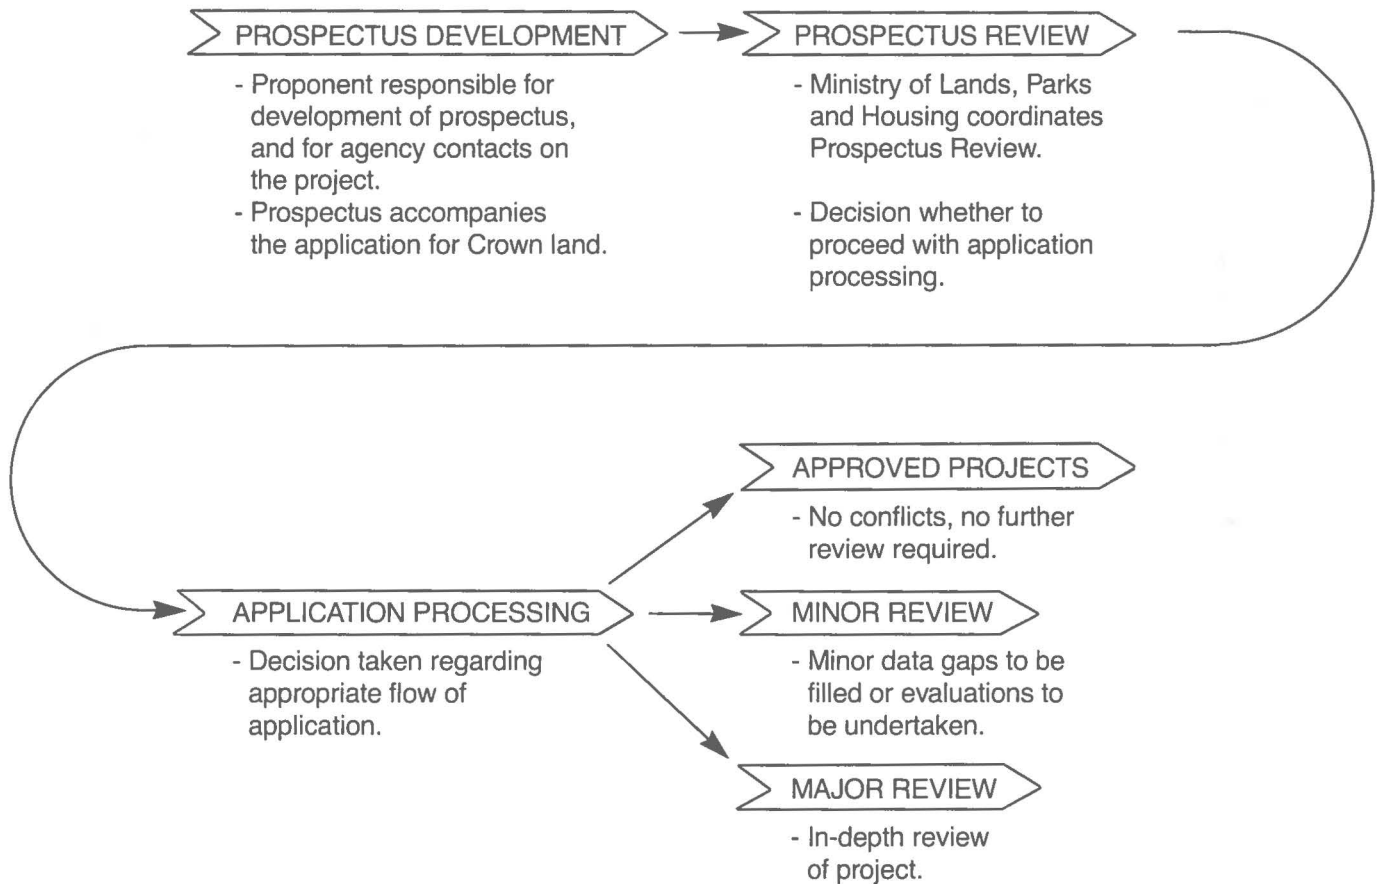 PROSPECTUS DEVELOPMENT
- Proponent responsible for
development of prospectus,
and for agency contacts on
the project.
- Prospectus accompanies
the application for Crown land.
PROSPECTUS REVIEW
- Ministry of Lands, Parks
and Housing coordinates
Prospectus Review.
- Decision whether to
proceed with application
processing.
APPLICATION PROCESSING
- Decision taken regarding
appropriate flow of
application.
APPROVED PROJECTS
- No conflicts, no further
review required.
MINOR REVIEW
- Minor data gaps to be
filled or evaluations to
be undertaken.
MAJOR REVIEW
- In-depth review
of project.